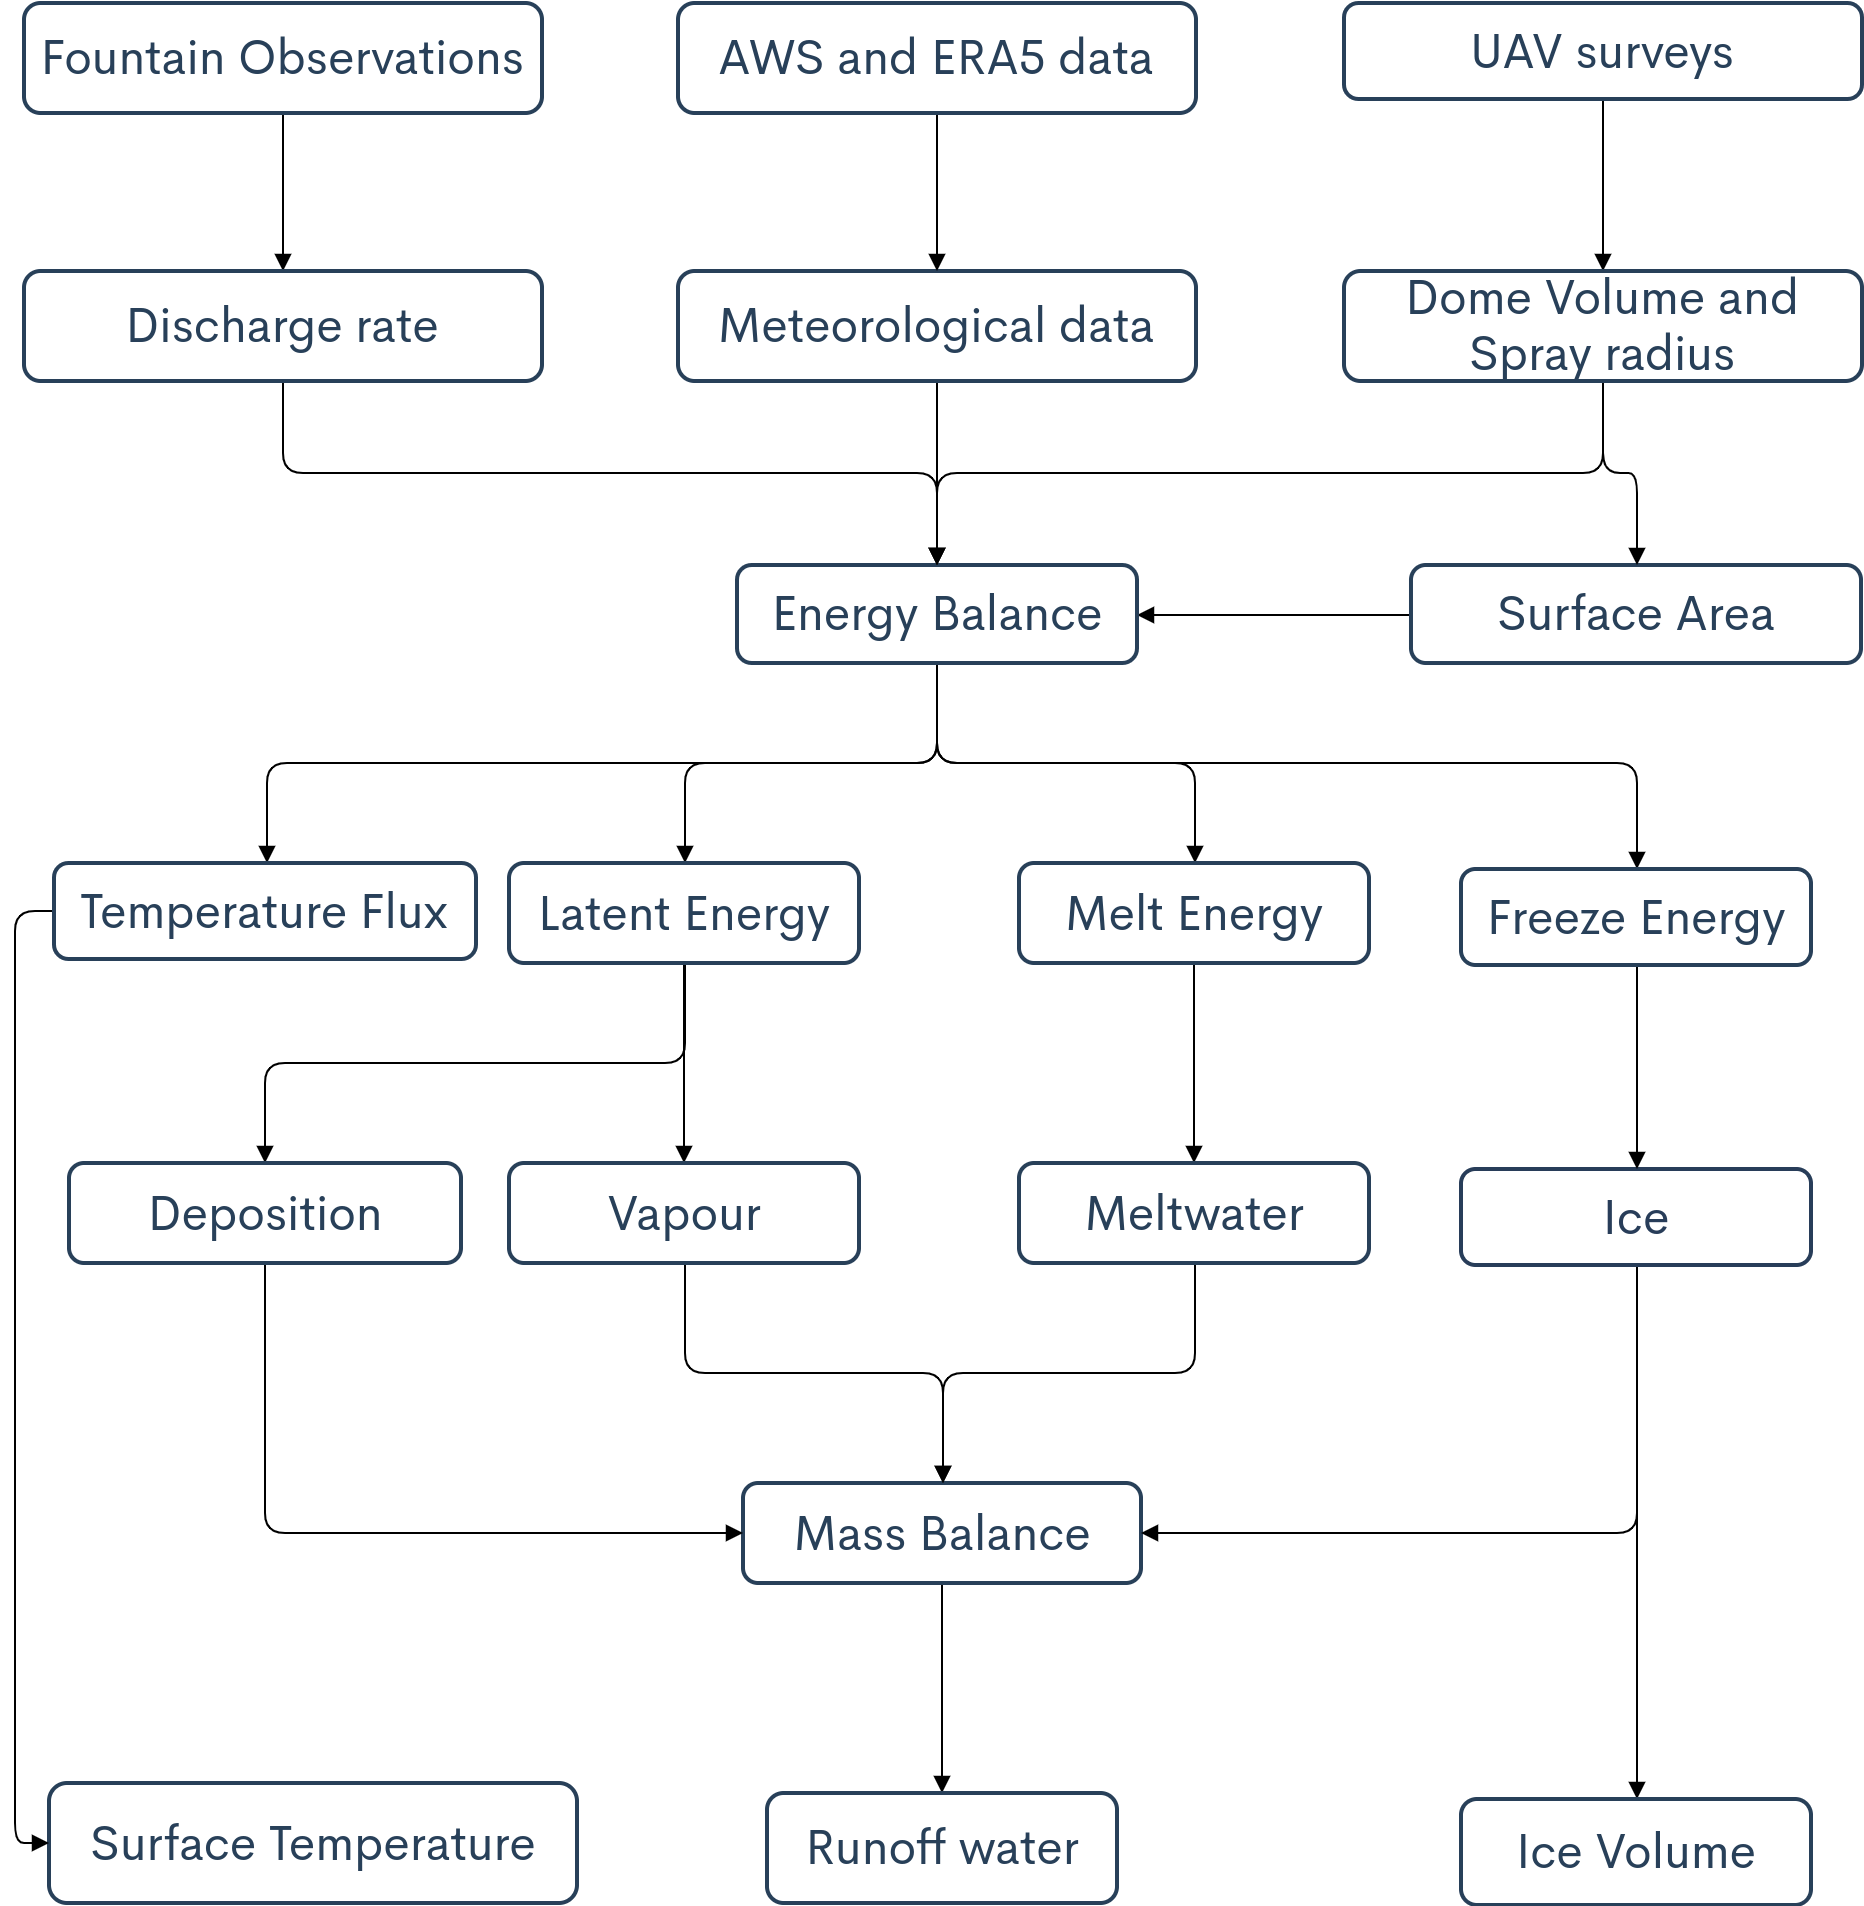 Fountain Observations
AWS and ERA5 data
UAV surveys
Discharge rate
Meteorological data
Dome Volume and
Spray radius
Energy Balance
Surface Area
Temperature Flux
Latent Energy
Melt Energy
Freeze Energy
Deposition
Vapour
Meltwater
Ice
Mass Balance
Surface Temperature
Runoff water
Ice Volume